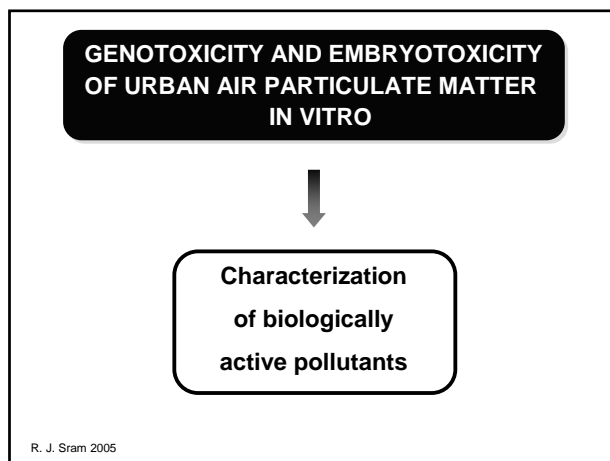 GENOTOXICITY AND EMBRYOTOXICITY
OF URBAN AIR PARTICULATE MATTER
IN VITRO
Characterization
of biologically
active pollutants
R. J. Sram 2005